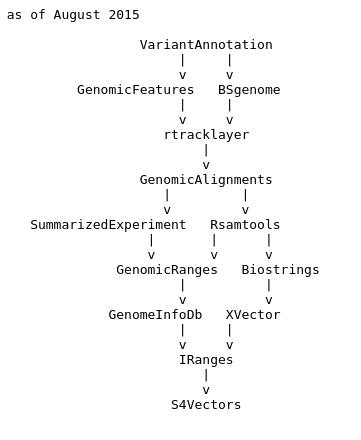 as of August 2015
VariantAnnotation
| |
v v
GenomicFeatures BSgenome
| |
v v
rtracklayer
|
v
GenomicAlignments
| |
v v
SummarizedExperiment Rsamtools
| | |
v v v
GenomicRanges Biostrings
| |
v v
GenomeInfoDb XVector
| |
v v
IRanges
|
v
S4Vectors